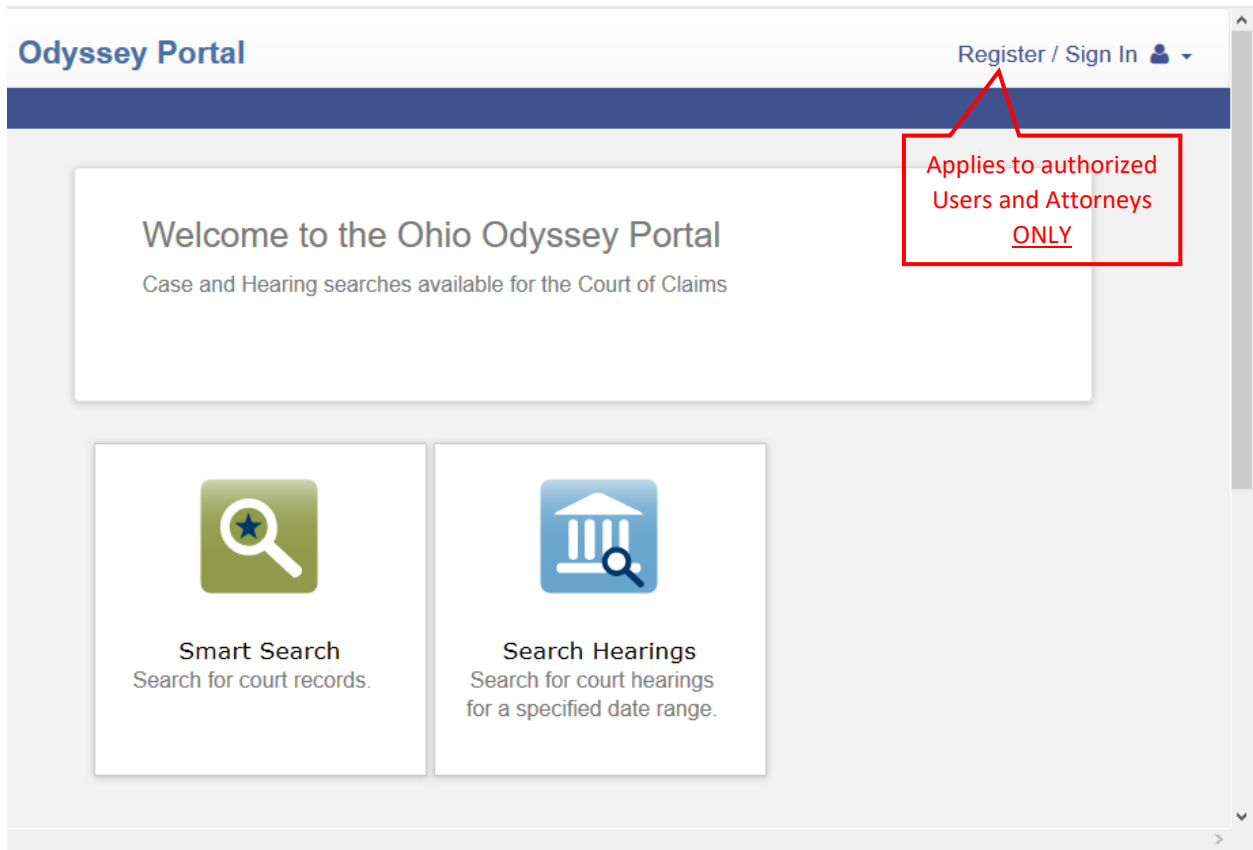 Odyssey Portal
Register / Sign In
Applies to authorized
Users and Attorneys
ONLY
Welcome to the Ohio Odyssey Portal
Case and Hearing searches available for the Court of Claims
Smart Search
Search for court records.
Search Hearings
Search for court hearings
for a specified date range.